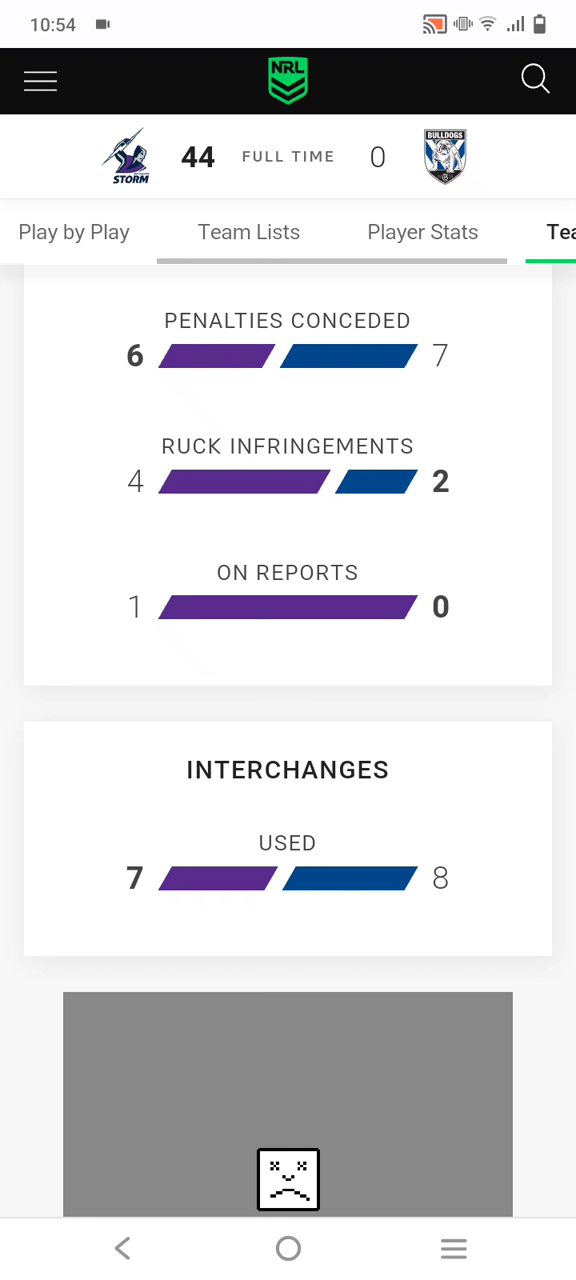 10:54
NRL
STORM
44 FULL TIME 0
BULLDOGS
Play by Play Team Lists Player Stats Tea
PENALTIES CONCEDED
6 7
RUCK INFRINGEMENTS
4 2
ON REPORTS
1 0
INTERCHANGES
USED
7 8